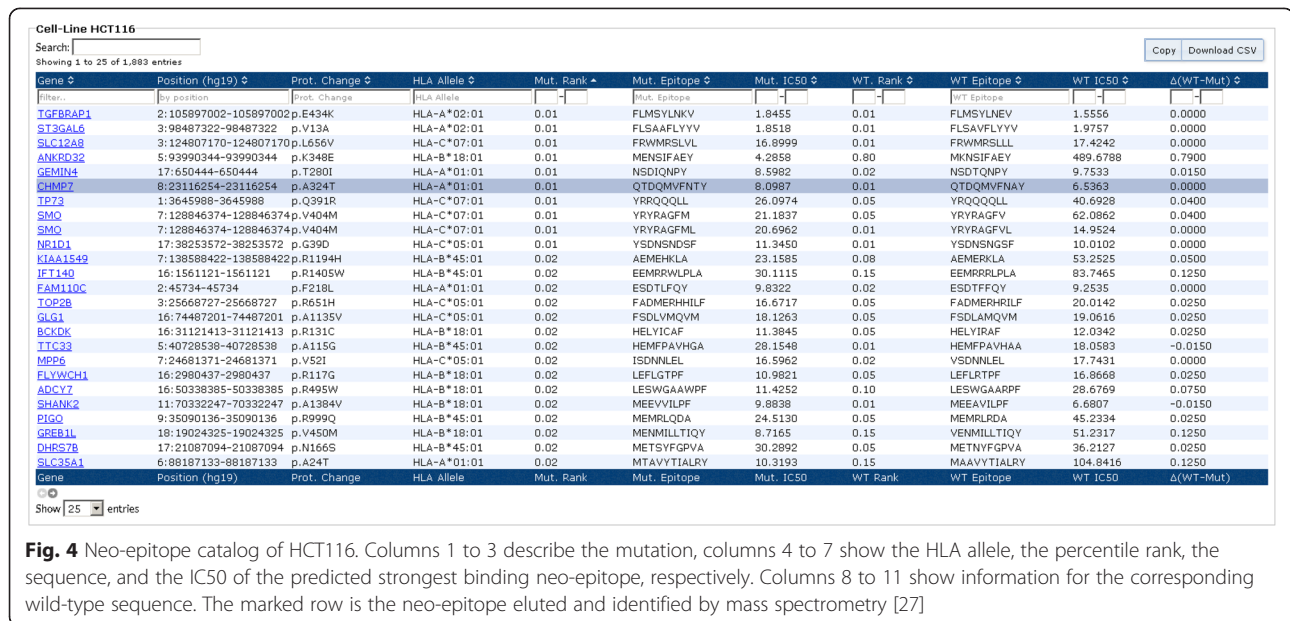 Cell-Line HCT116
Search:
Copy Download CSV
Showing 1 to 25 of 1,883 entries
Gene Position (hg19) Prot. Change HLA Allele Mut. Rank Mut. Epitope Mut. IC50 WT. Rank WT Epitope WT IC50 Δ(WT-Mut)
filter.. by position Prot. Change HLA Allele - Mut. Epitope - - WT Epitope - -
TGFBRAP1 2:105897002-105897002 p.E434K HLA-A*02:01 0.01 FLMSYLNKV 1.8455 0.01 FLMSYLNEV 1.5556 0.0000
ST3GAL6 3:98487322-98487322 p.V13A HLA-A*02:01 0.01 FLSAAFLYYV 1.8518 0.01 FLSAVFLYYV 1.9757 0.0000
SLC12A8 3:124807170-124807170 p.L656V HLA-C*07:01 0.01 FRWMRSLVL 16.8999 0.01 FRWMRSLLL 17.4242 0.0000
ANKRD32 5:93990344-93990344 p.K348E HLA-B*18:01 0.01 MENSIFAEY 4.2858 0.80 MKNSIFAEY 489.6788 0.7900
GEMIN4 17:650444-650444 p.T280I HLA-A*01:01 0.01 NSDIQNPY 8.5982 0.02 NSDTQNPY 9.7533 0.0150
CHMP7 8:23116254-23116254 p.A324T HLA-A*01:01 0.01 QTDQMVFNTY 8.0987 0.01 QTDQMVFNAY 6.5363 0.0000
TP73 1:3645988-3645988 p.Q391R HLA-C*07:01 0.01 YRRQQQLL 26.0974 0.05 YRQQQQLL 40.6928 0.0400
SMO 7:128846374-128846374 p.V404M HLA-C*07:01 0.01 YRYRAGFM 21.1837 0.05 YRYRAGFV 62.0862 0.0400
SMO 7:128846374-128846374 p.V404M HLA-C*07:01 0.01 YRYRAGFML 20.6962 0.01 YRYRAGFVL 14.9524 0.0000
NR1D1 17:38253572-38253572 p.G39D HLA-C*05:01 0.01 YSDNSNDSF 11.3450 0.01 YSDNSNGSF 10.0102 0.0000
KIAA1549 7:138588422-138588422 p.R1194H HLA-B*45:01 0.02 AEMEHKLA 23.1585 0.08 AEMERKLA 53.2525 0.0500
IFT140 16:1561121-1561121 p.R1405W HLA-B*45:01 0.02 EEMRRWLPLA 30.1115 0.15 EEMRRRLPLA 83.7465 0.1250
FAM110C 2:45734-45734 p.F218L HLA-A*01:01 0.02 ESDTLFQY 9.8322 0.02 ESDTFFQY 9.2535 0.0000
TOP2B 3:25668727-25668727 p.R651H HLA-C*05:01 0.02 FADMERHHILF 16.6717 0.05 FADMERHRILF 20.0142 0.0250
GLG1 16:74487201-74487201 p.A1135V HLA-C*05:01 0.02 FSDLVMQVM 18.1263 0.05 FSDLAMQVM 19.0616 0.0250
BCKDK 16:31121413-31121413 p.R131C HLA-B*18:01 0.02 HELYICAF 11.3845 0.05 HELYIRAF 12.0342 0.0250
TTC33 5:40728538-40728538 p.A115G HLA-B*45:01 0.02 HEMFPAVHGA 28.1548 0.01 HEMFPAVHAA 18.0583 -0.0150
MPP6 7:24681371-24681371 p.V52I HLA-C*05:01 0.02 ISDNNLEL 16.5962 0.02 VSDNNLEL 17.7431 0.0000
FLYWCH1 16:2980437-2980437 p.R117G HLA-B*18:01 0.02 LEFLGTPF 10.9821 0.05 LEFLRTPF 16.8668 0.0250
ADCY7 16:50338385-50338385 p.R495W HLA-B*18:01 0.02 LESWGAAWPF 11.4252 0.10 LESWGAARPF 28.6769 0.0750
SHANK2 11:70332247-70332247 p.A1384V HLA-B*18:01 0.02 MEEVVILPF 9.8838 0.01 MEEAVILPF 6.6807 -0.0150
PIGO 9:35090136-35090136 p.R999Q HLA-B*45:01 0.02 MEMRLQDA 24.5130 0.05 MEMRLRDA 45.2334 0.0250
GREB1L 18:19024325-19024325 p.V450M HLA-B*18:01 0.02 MENMILLTIQY 8.7165 0.15 VENMILLTIQY 51.2317 0.1250
DHRS7B 17:21087094-21087094 p.N166S HLA-B*45:01 0.02 METSYFGPVA 30.2892 0.05 METNYFGPVA 36.2127 0.0250
SLC35A1 6:88187133-88187133 p.A24T HLA-A*01:01 0.02 MTAVYTIALRY 10.3193 0.15 MAAVYTIALRY 104.8416 0.1250
Gene Position (hg19) Prot. Change HLA Allele Mut. Rank Mut. Epitope Mut. IC50 WT Rank WT Epitope WT IC50 Δ(WT-Mut)
Show 25 entries
Fig. 4 Neo-epitope catalog of HCT116. Columns 1 to 3 describe the mutation, columns 4 to 7 show the HLA allele, the percentile rank, the
sequence, and the IC50 of the predicted strongest binding neo-epitope, respectively. Columns 8 to 11 show information for the corresponding
wild-type sequence. The marked row is the neo-epitope eluted and identified by mass spectrometry [27]